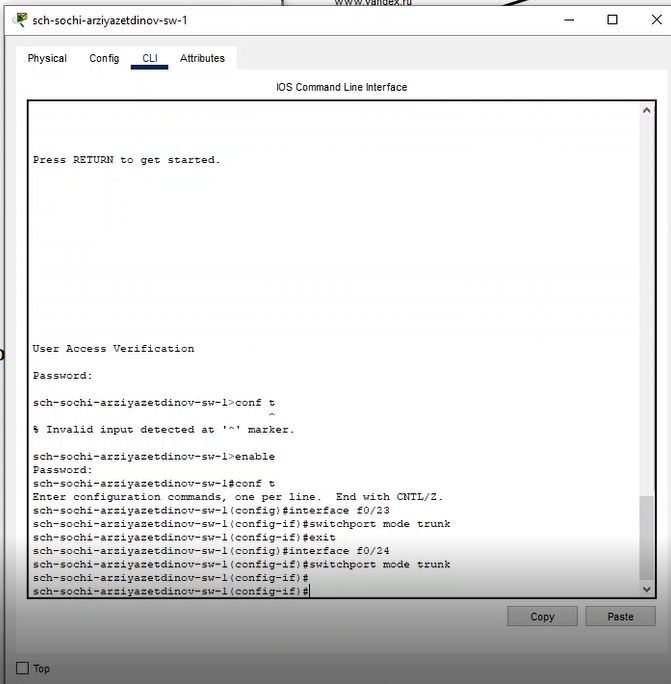 www.yandex.ru
sch-sochi-arziyazetdinov-sw-1
Physical Config CLI Attributes
IOS Command Line Interface
Press RETURN to get started.
User Access Verification
Password:
sch-sochi-arziyazetdinov-sw-1>conf t
^
% Invalid input detected at '^' marker.
sch-sochi-arziyazetdinov-sw-1>enable
Password:
sch-sochi-arziyazetdinov-sw-1#conf t
Enter configuration commands, one per line.  End with CNTL/Z.
sch-sochi-arziyazetdinov-sw-1(config)#interface f0/23
sch-sochi-arziyazetdinov-sw-1(config-if)#switchport mode trunk
sch-sochi-arziyazetdinov-sw-1(config-if)#exit
sch-sochi-arziyazetdinov-sw-1(config)#interface f0/24
sch-sochi-arziyazetdinov-sw-1(config-if)#switchport mode trunk
sch-sochi-arziyazetdinov-sw-1(config-if)#
sch-sochi-arziyazetdinov-sw-1(config-if)#
Copy Paste
Top